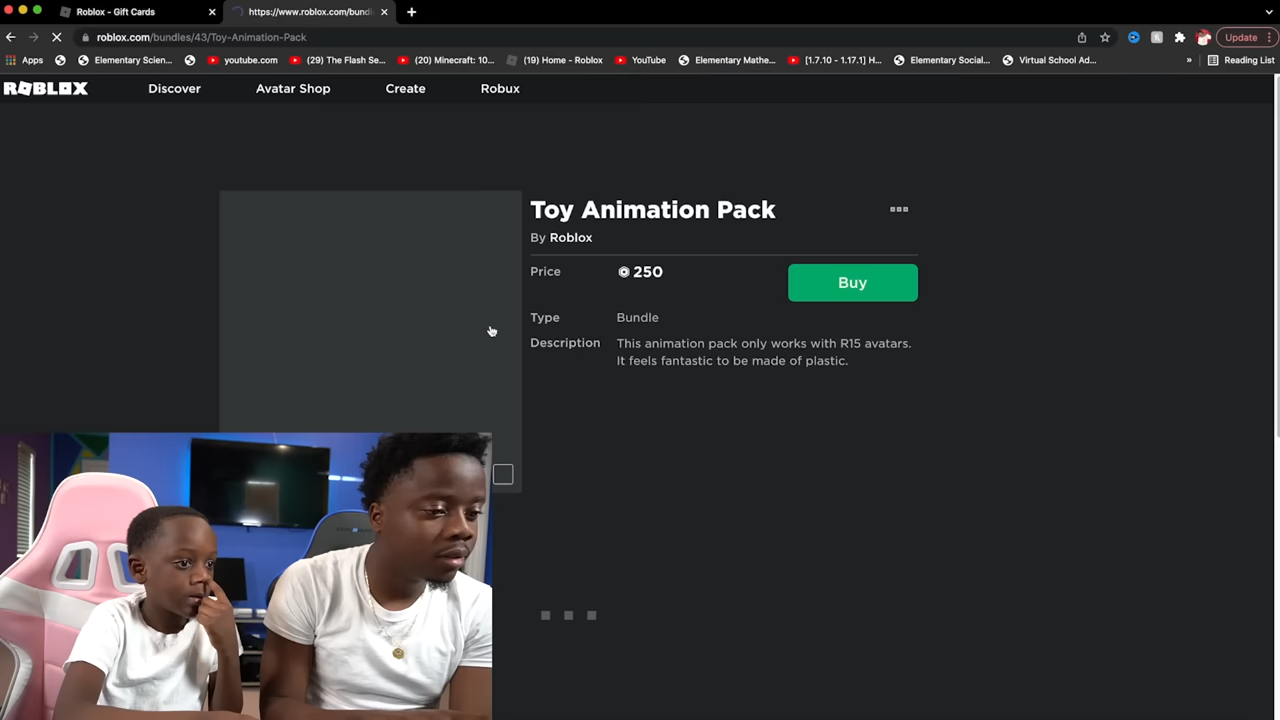 Roblox - Gift Cards
https://www.roblox.com/bundl
roblox.com/bundles/43/Toy-Animation-Pack
Update
Apps
Elementary Scien...
youtube.com
(29) The Flash Se...
(20) Minecraft: 10...
(19) Home - Roblox
YouTube
Elementary Mathe...
[1.7.10 - 1.17.1] H...
Elementary Social...
Virtual School Ad...
»
Reading List
ROBLOX
Discover
Avatar Shop
Create
Robux
Toy Animation Pack
By Roblox
Price 250
Buy
Type Bundle
Description This animation pack only works with R15 avatars.
It feels fantastic to be made of plastic.